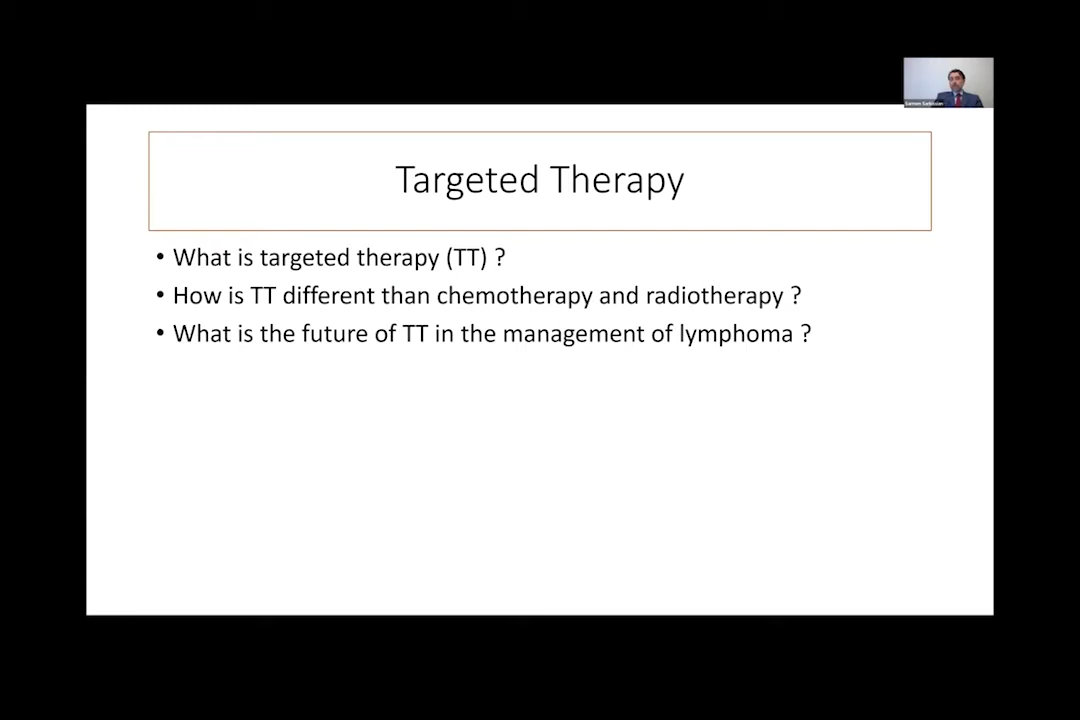 Targeted Therapy
• What is targeted therapy (TT) ?
• How is TT different than chemotherapy and radiotherapy ?
• What is the future of TT in the management of lymphoma ?